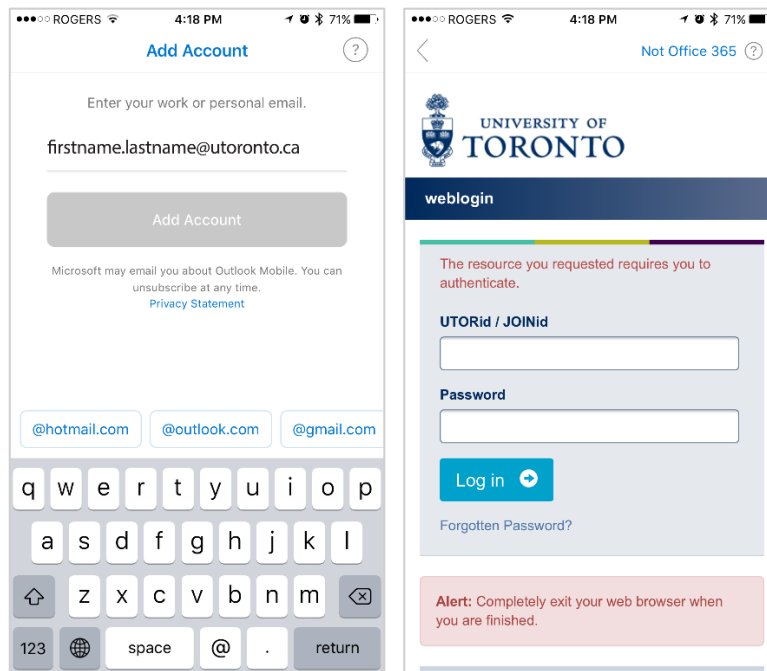 ROGERS 4:18 PM 71%
Add Account ?
Enter your work or personal email.
firstname.lastname@utoronto.ca
Add Account
Microsoft may email you about Outlook Mobile. You can
unsubscribe at any time.
Privacy Statement
@hotmail.com @outlook.com @gmail.com
q w e r t y u i o p
a s d f g h j k l
z x c v b n m
123 space @ . return
ROGERS 4:18 PM 71%
Not Office 365 ?
UNIVERSITY OF
TORONTO
weblogin
The resource you requested requires you to
authenticate.
UTORid / JOINid
Password
Log in
Forgotten Password?
Alert: Completely exit your web browser when
you are finished.